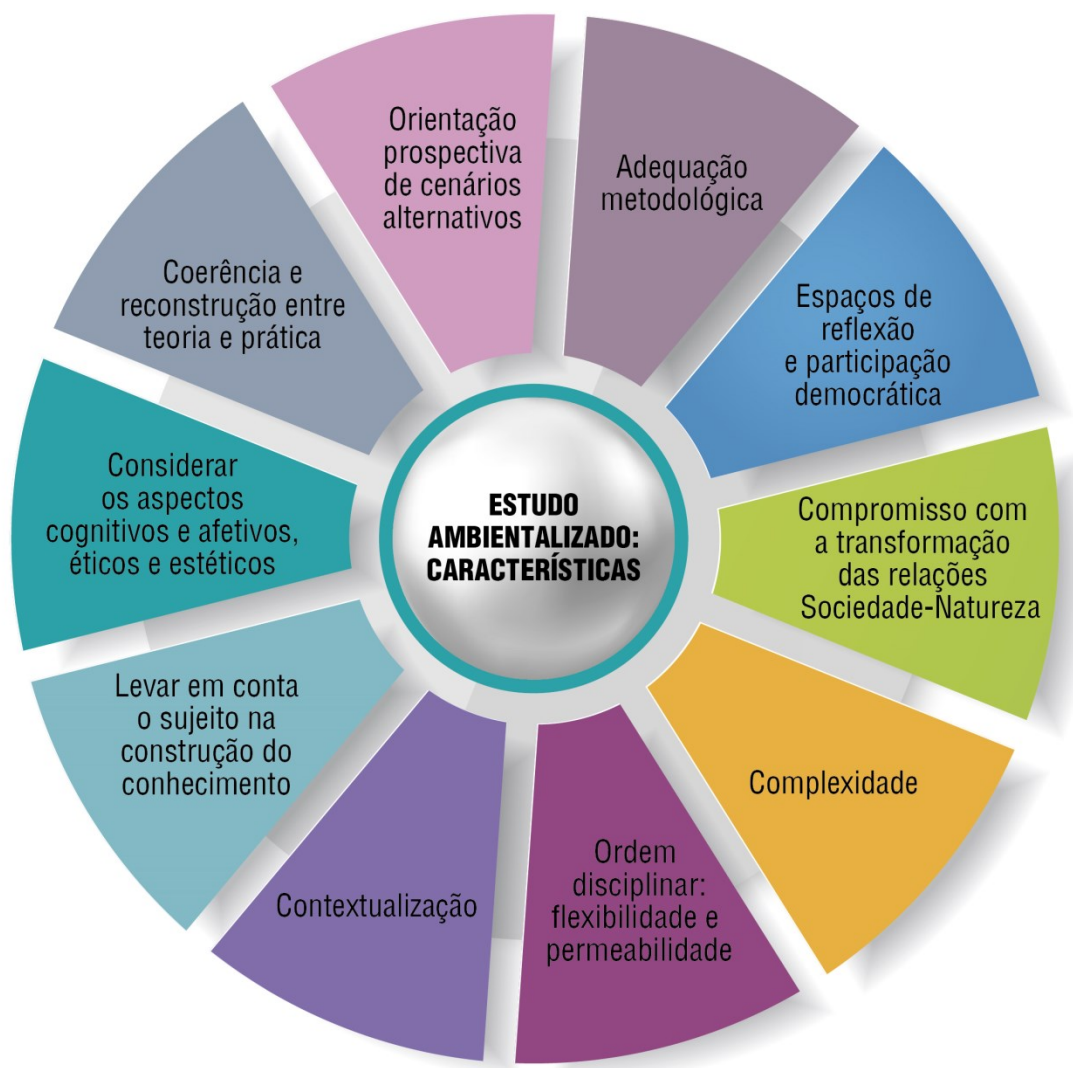 Orientação
prospectiva
de cenários
alternativos
Adequação
metodológica
Espaços de
reflexão
e participação
democrática
Compromisso com
a transformação
das relações
Sociedade-Natureza
Complexidade
Ordem
disciplinar:
flexibilidade e
permeabilidade
Contextualização
Levar em conta
o sujeito na
construção do
conhecimento
Considerar
os aspectos
cognitivos e afetivos,
éticos e estéticos
Coerência e
reconstrução entre
teoria e prática
ESTUDO
AMBIENTALIZADO:
CARACTERÍSTICAS